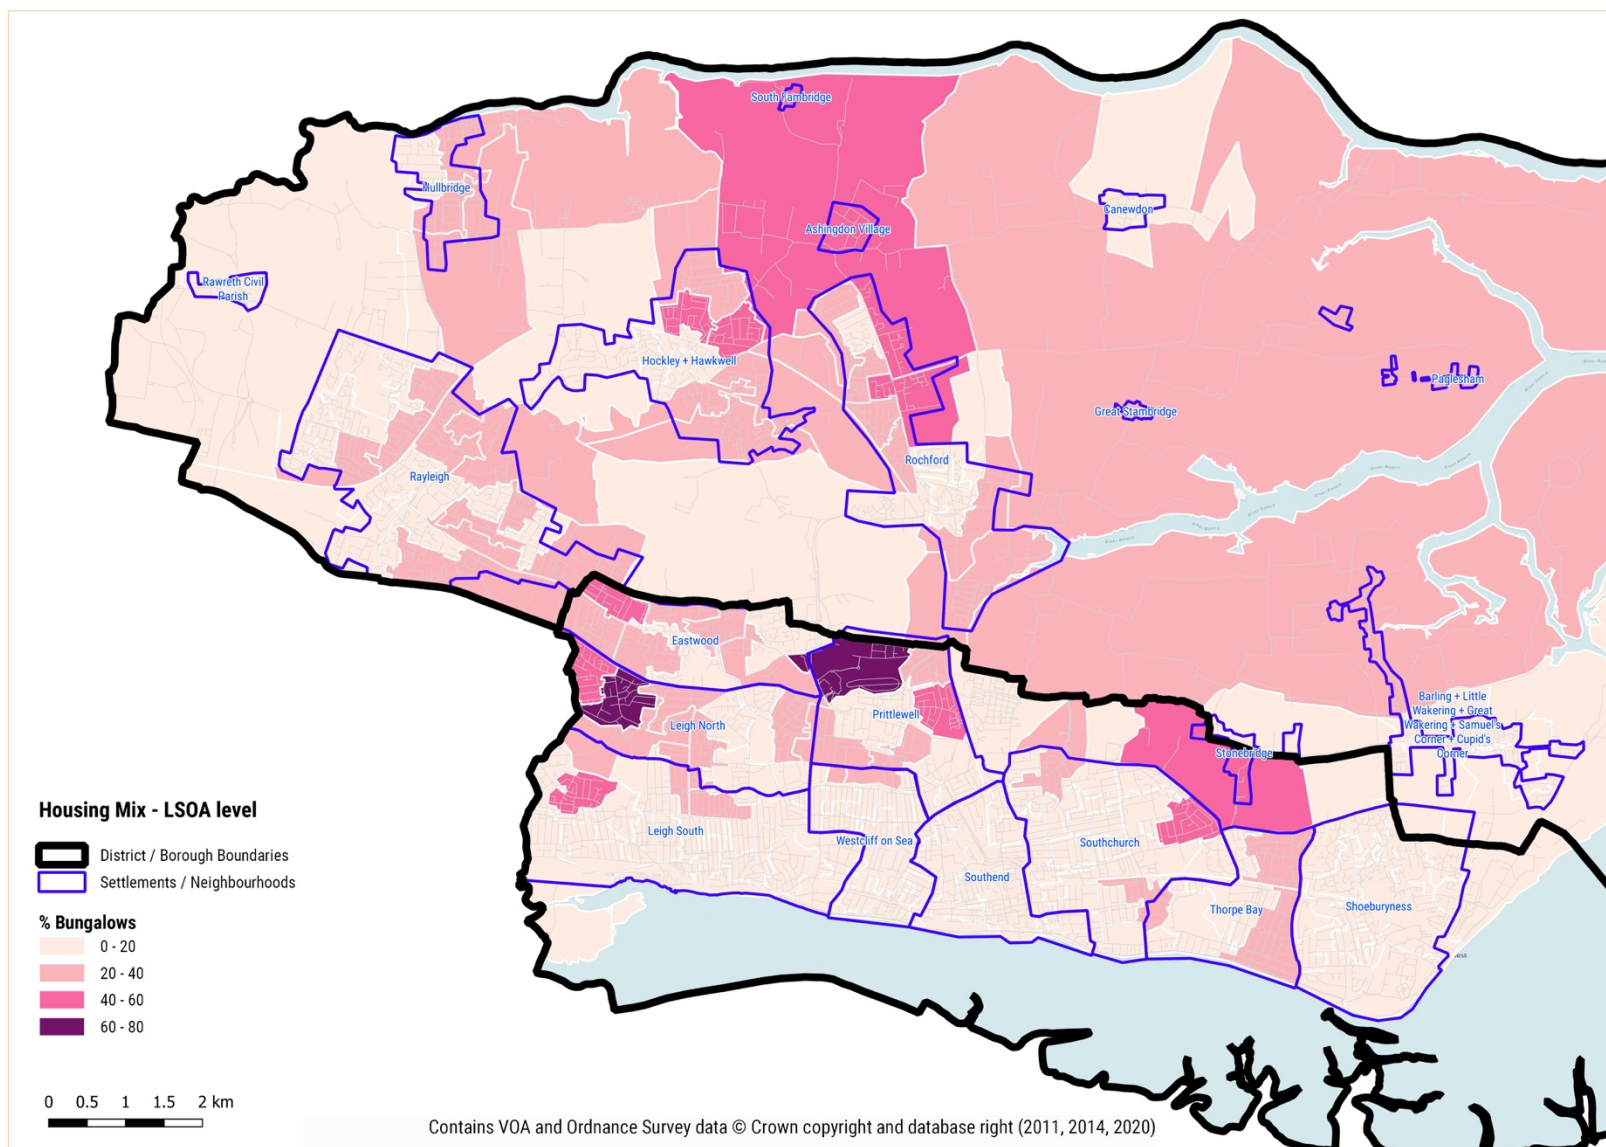 South Fambridge
Hullbridge
Ashingdon Village
Canewdon
Rawreth Civil
Parish
Hockley + Hawkwell
Paglesham
Great Stambridge
Rochford
Rayleigh
Eastwood
Barling + Little
Wakering + Great
Wakering + Samuel's
Corner + Cupid's
Corner
Prittlewell
Leigh North
Stonebridge
Leigh South
Westcliff on Sea
Southchurch
Southend
Thorpe Bay
Shoeburyness
Housing Mix - LSOA level
District / Borough Boundaries
Settlements / Neighbourhoods
% Bungalows
0 - 20
20 - 40
40 - 60
60 - 80
0 0.5 1 1.5 2 km
Contains VOA and Ordnance Survey data © Crown copyright and database right (2011, 2014, 2020)